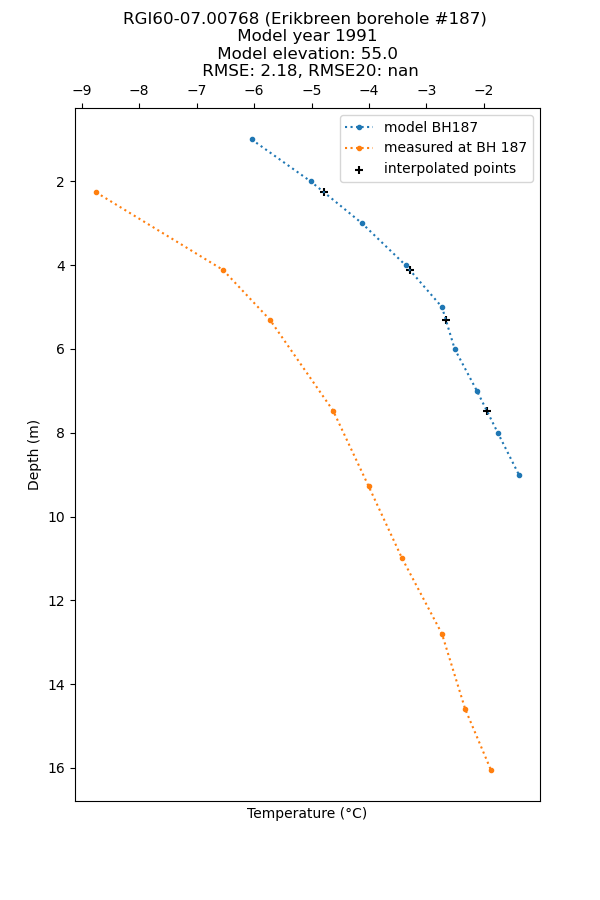 RGI60-07.00768 (Erikbreen borehole #187)
Model year 1991
Model elevation: 55.0
RMSE: 2.18, RMSE20: nan
−9 −8 −7 −6 −5 −4 −3 −2
model BH187
measured at BH 187
interpolated points
2
4
6
8
10
12
14
16
Depth (m)
Temperature (°C)